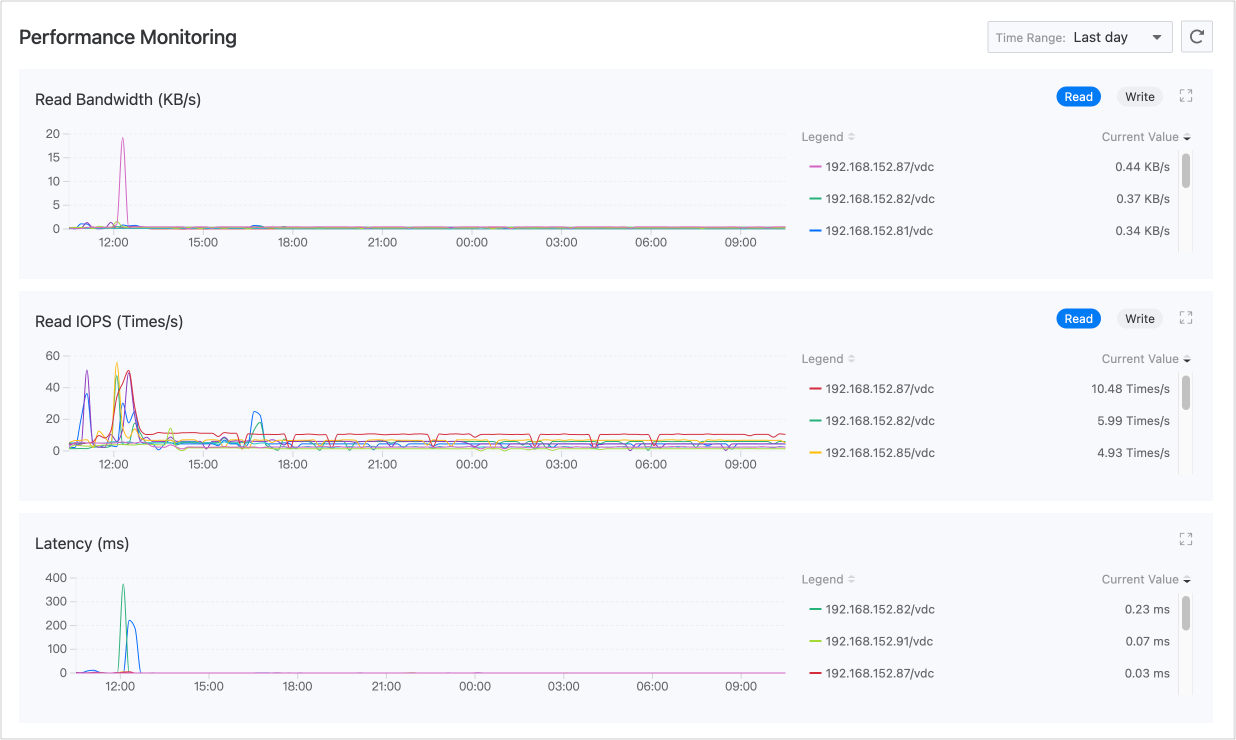 Performance Monitoring
Time Range: Last day
Read Bandwidth (KB/s)
Read Write
20
15
10
5
0
12:00 15:00 18:00 21:00 00:00 03:00 06:00 09:00
Legend Current Value
192.168.152.87/vdc 0.44 KB/s
192.168.152.82/vdc 0.37 KB/s
192.168.152.81/vdc 0.34 KB/s
Read IOPS (Times/s)
Read Write
60
40
20
0
12:00 15:00 18:00 21:00 00:00 03:00 06:00 09:00
Legend Current Value
192.168.152.87/vdc 10.48 Times/s
192.168.152.82/vdc 5.99 Times/s
192.168.152.85/vdc 4.93 Times/s
Latency (ms)
400
300
200
100
0
12:00 15:00 18:00 21:00 00:00 03:00 06:00 09:00
Legend Current Value
192.168.152.82/vdc 0.23 ms
192.168.152.91/vdc 0.07 ms
192.168.152.87/vdc 0.03 ms